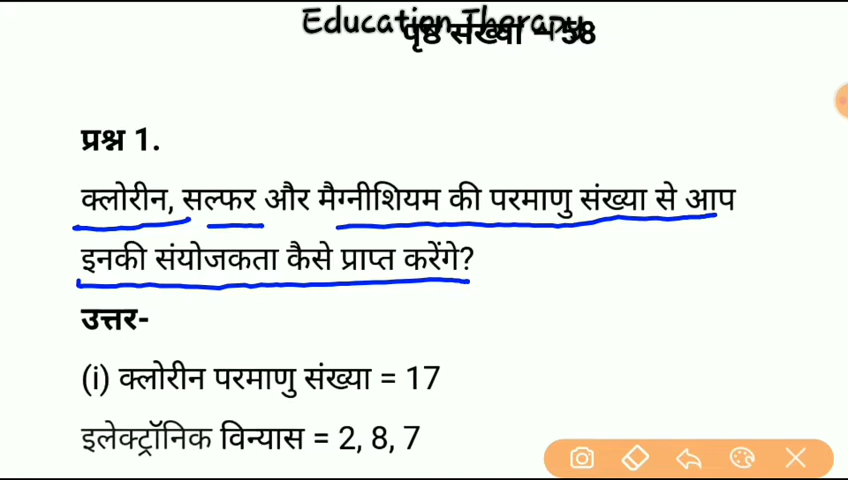 Education Therapy
पृष्ठ संख्या – 58
प्रश्न 1.
क्लोरीन, सल्फर और मैग्नीशियम की परमाणु संख्या से आप
इनकी संयोजकता कैसे प्राप्त करेंगे?
उत्तर-
(i) क्लोरीन परमाणु संख्या = 17
इलेक्ट्रॉनिक विन्यास = 2, 8, 7